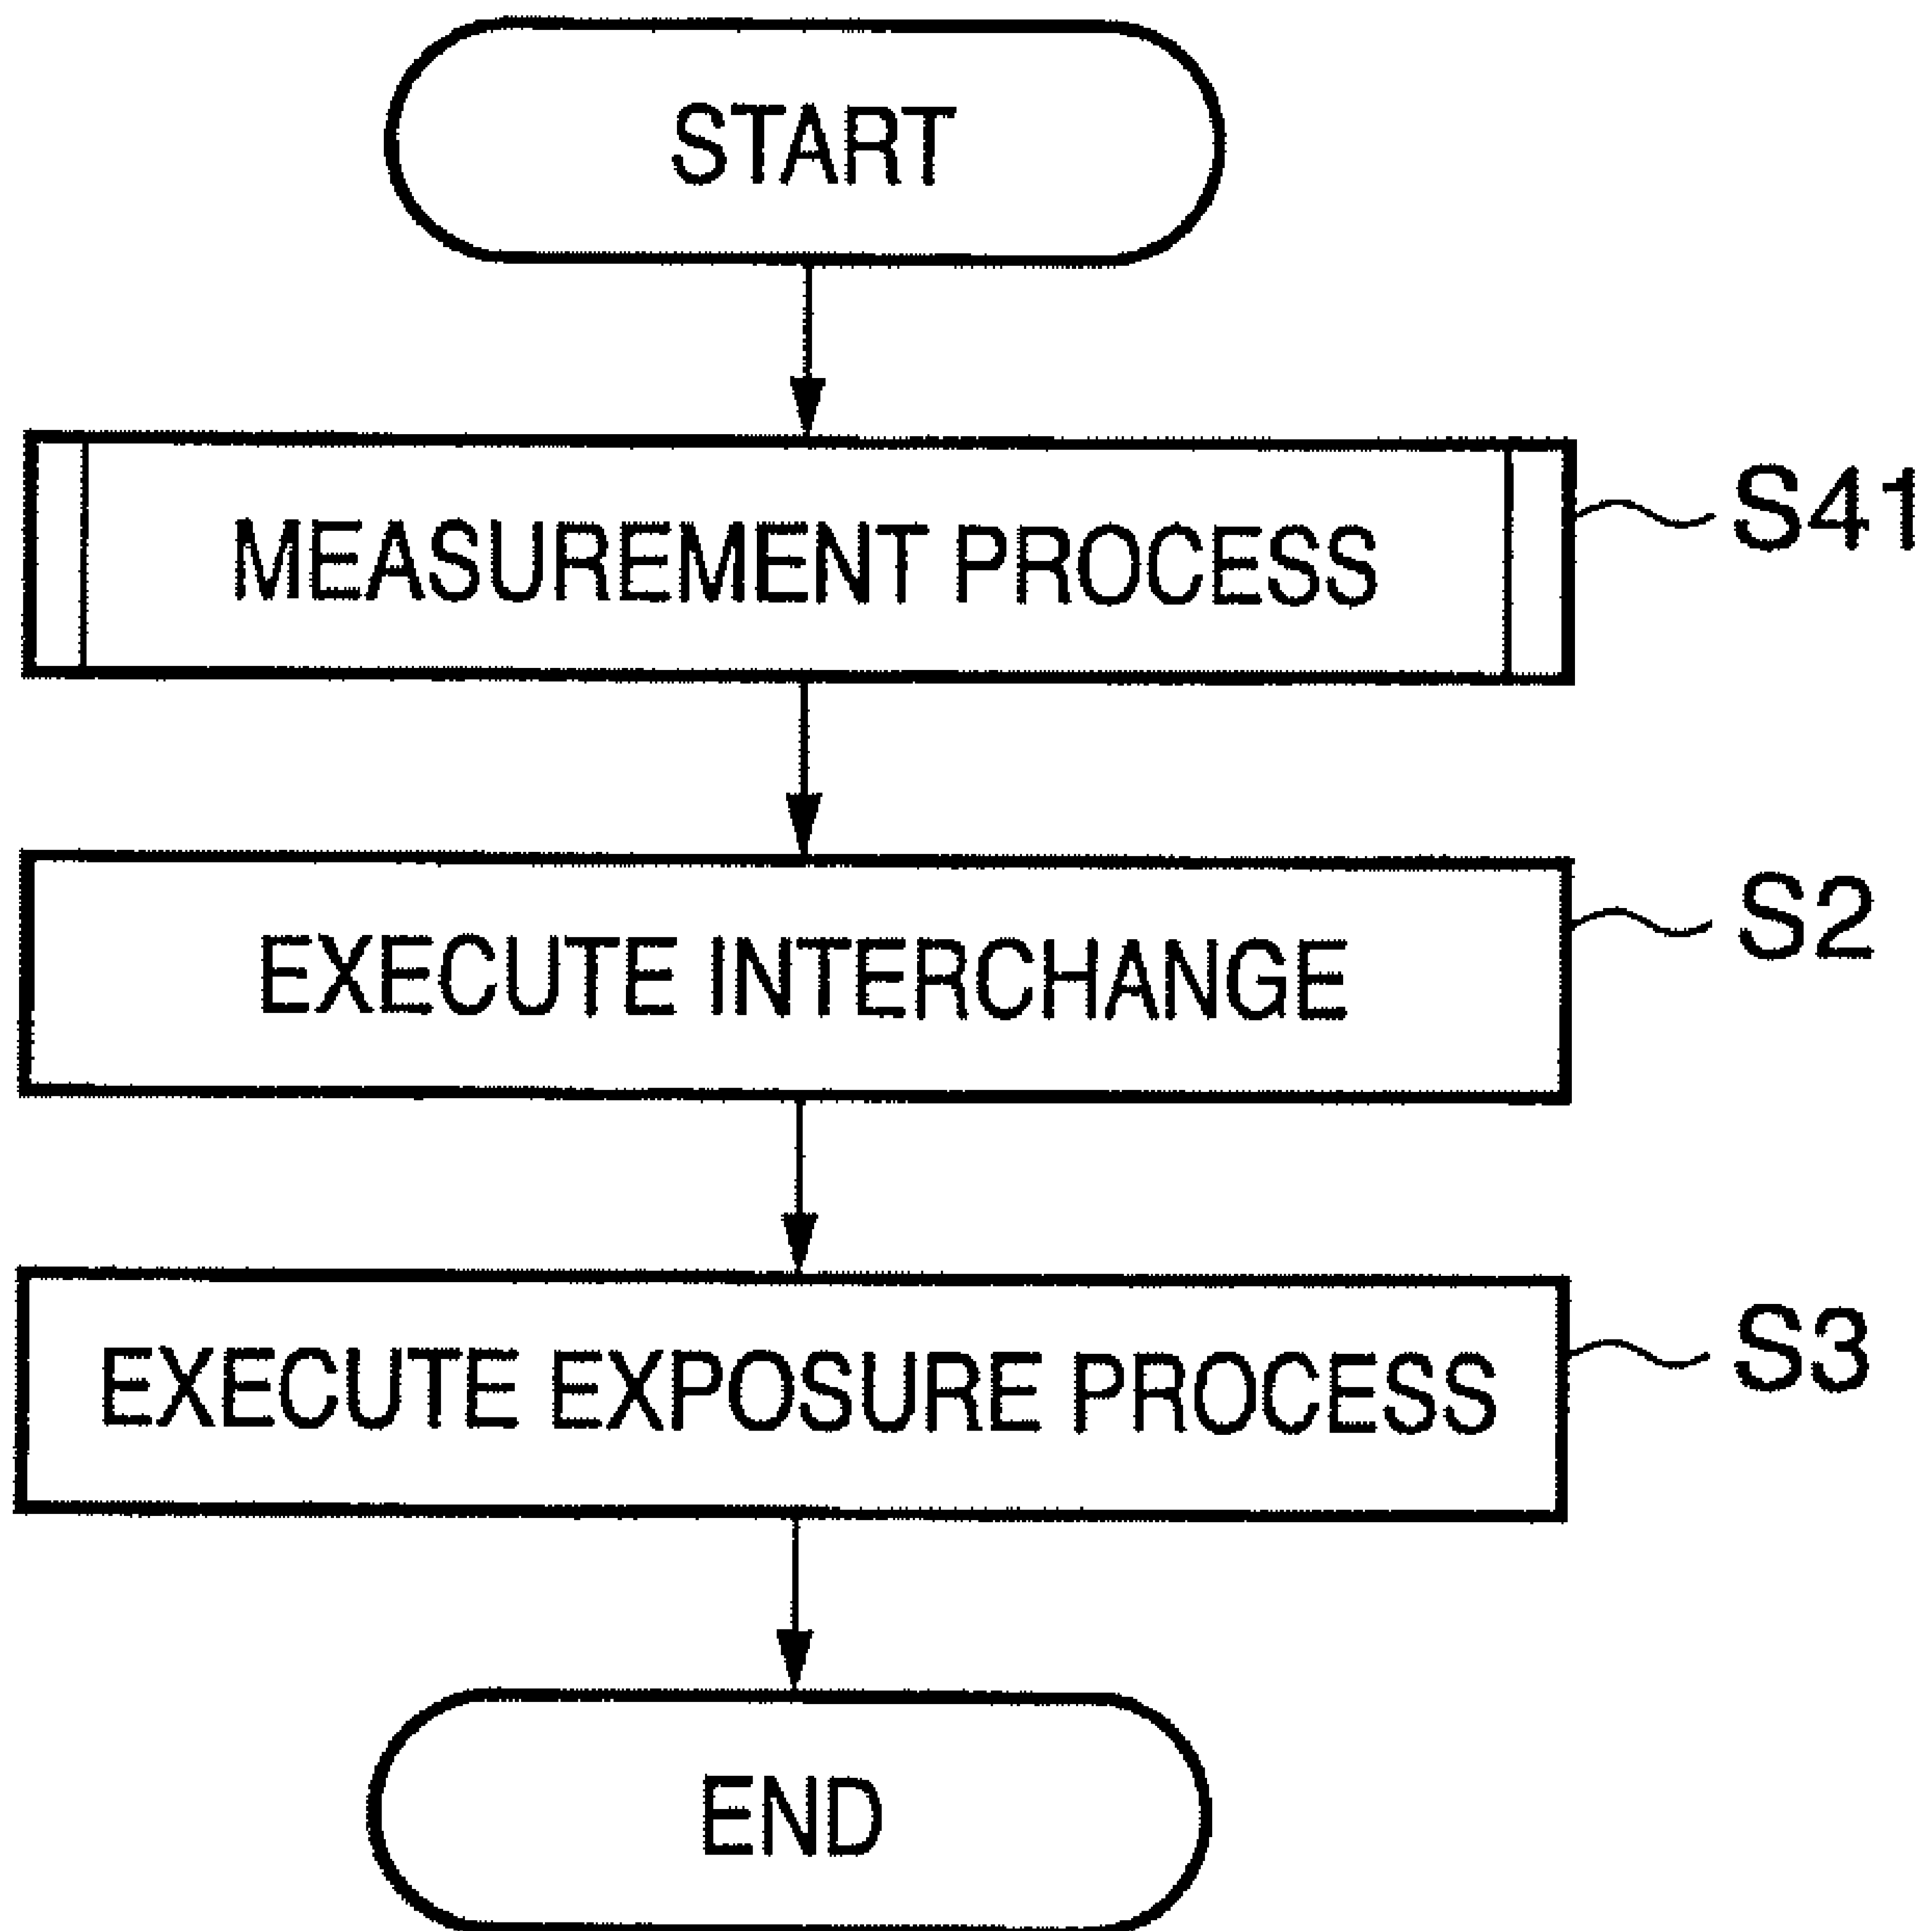 START
MEASUREMENT PROCESS S41
EXECUTE INTERCHANGE S2
EXECUTE EXPOSURE PROCESS S3
END